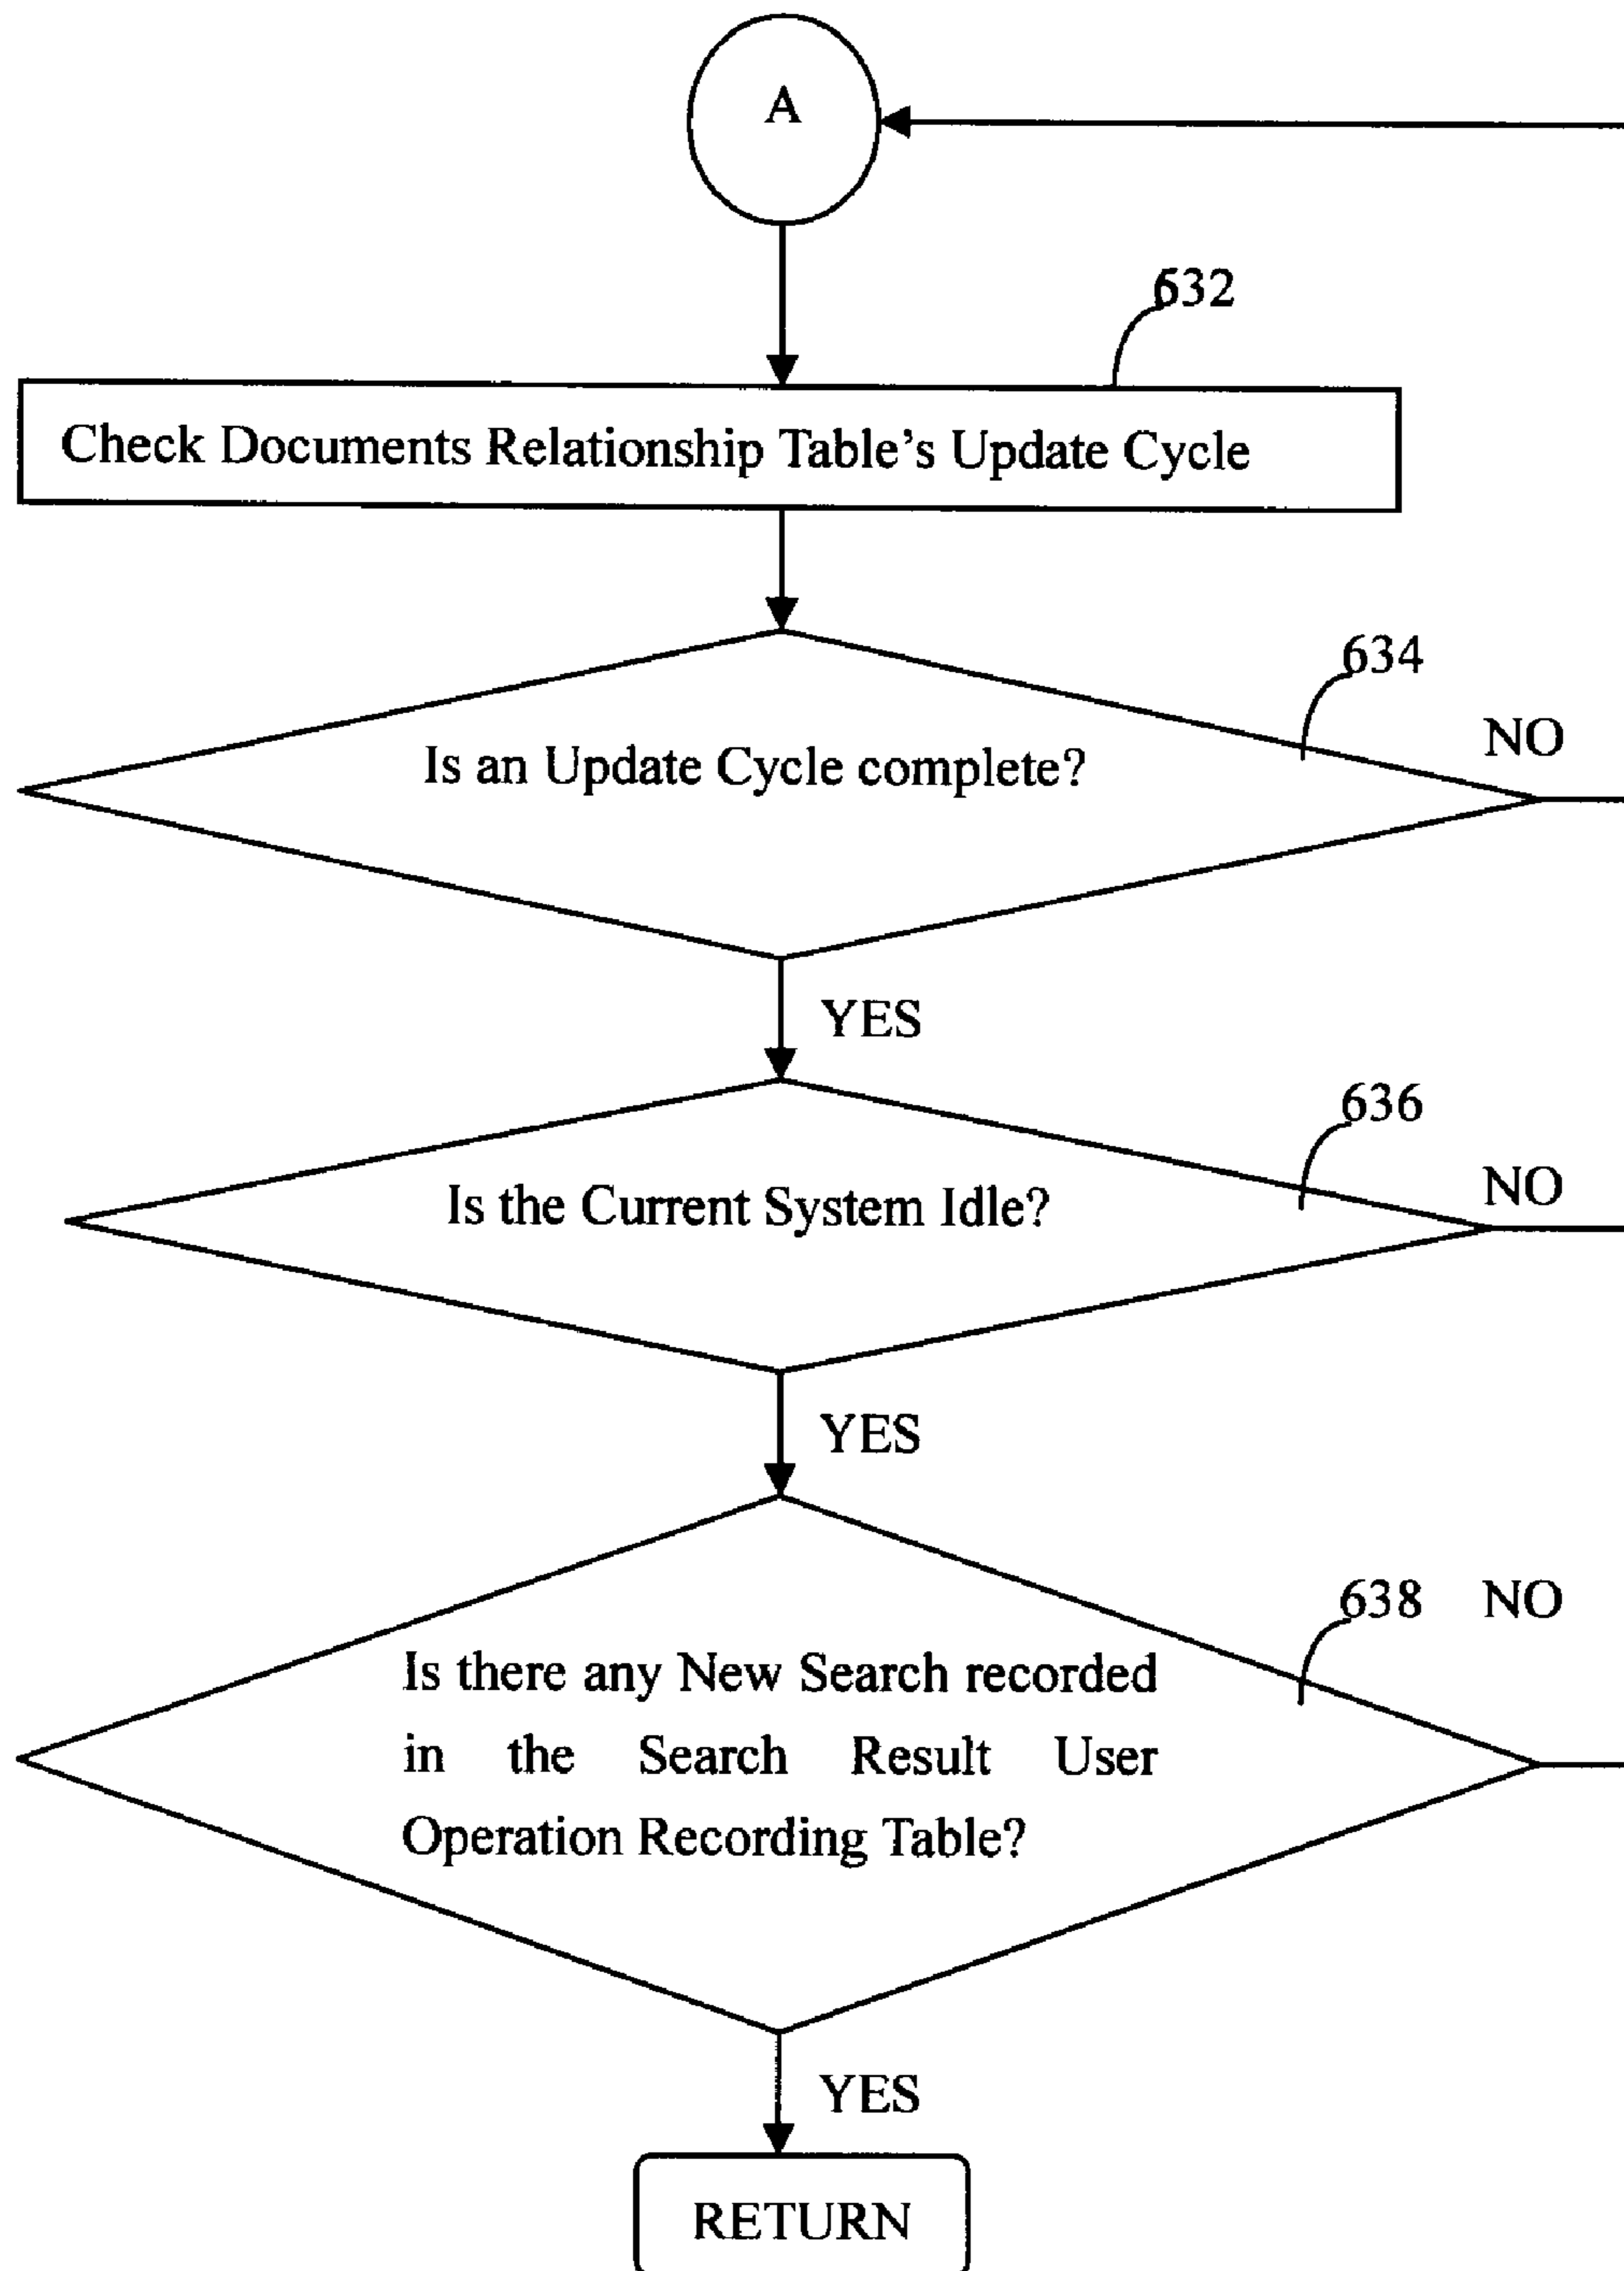 A
632
Check Documents Relationship Table's Update Cycle
634
NO
Is an Update Cycle complete?
YES
636
NO
Is the Current System Idle?
YES
638 NO
Is there any New Search recorded
in the Search Result User
Operation Recording Table?
YES
RETURN